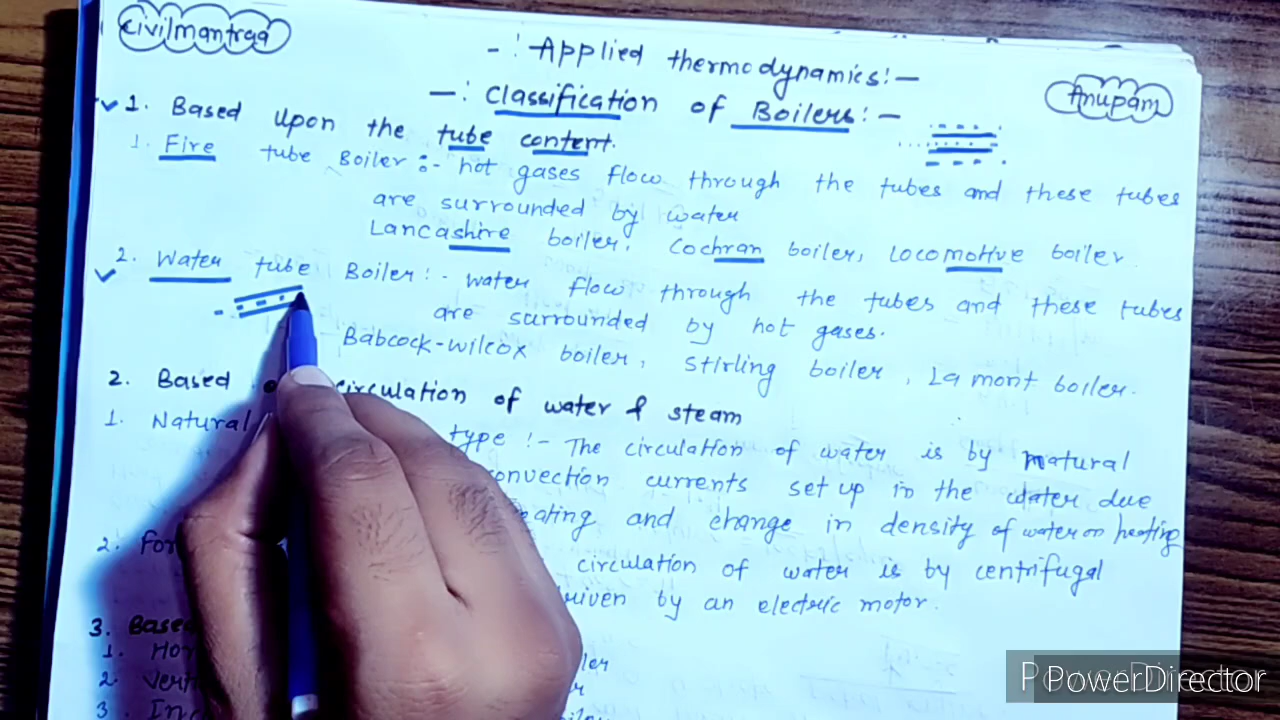 Civilmantraa
-: Applied thermodynamics:-
Anupam
-: Classification of Boilers:-
1. Based upon the tube content.
1. Fire tube Boiler:- hot gases flow through the tubes and these tubes
are surrounded by water
Lancashire boiler, Cochran boiler, Locomotive boiler
2. Water tube Boiler:- water flow through the tubes and these tubes
are surrounded by hot gases.
Babcock-wilcox boiler, stirling boiler, La mont boiler.
2. Based circulation of water & steam
1. Natural type:- The circulation of water is by natural
convection currents set up in the water due
and change in density of water on heating
2. circulation of water is by centrifugal
driven by an electric motor.
3. Based
1.
2.
3.
PowerDirector
PowerDirector